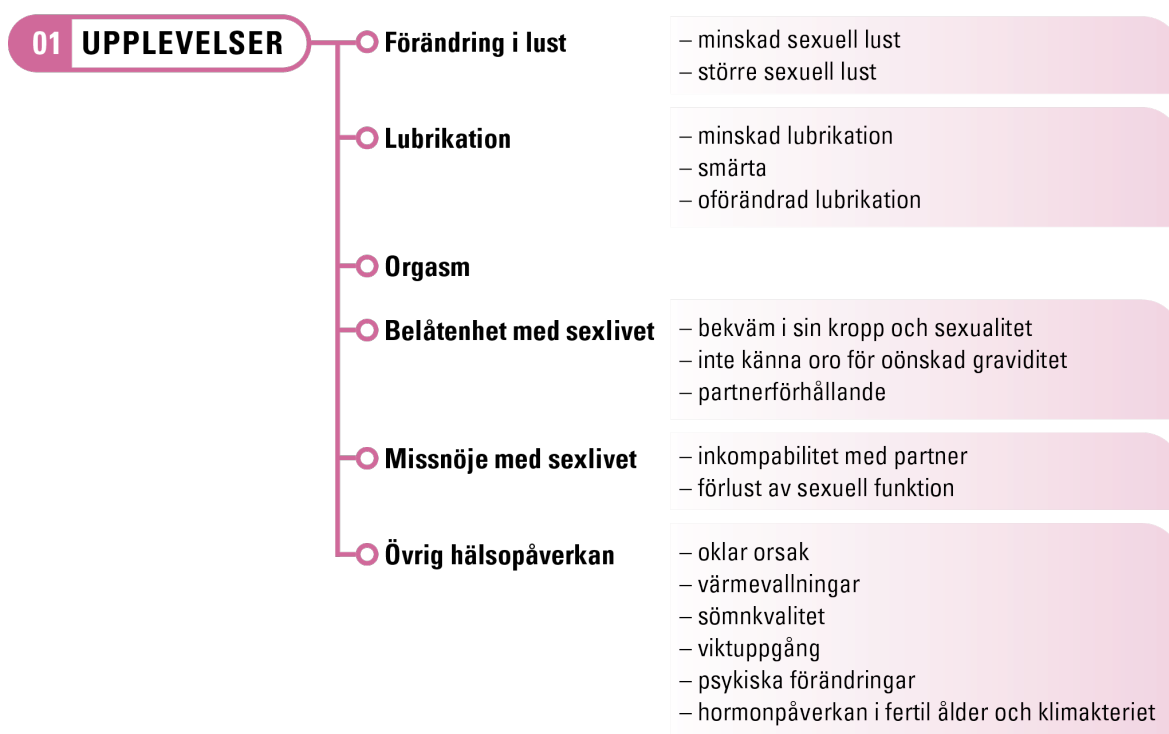 01 UPPLEVELSER
Förändring i lust
– minskad sexuell lust
– större sexuell lust
Lubrikation
– minskad lubrikation
– smärta
– oförändrad lubrikation
Orgasm
Belåtenhet med sexlivet
– bekväm i sin kropp och sexualitet
– inte känna oro för oönskad graviditet
– partnerförhållande
Missnöje med sexlivet
– inkompabilitet med partner
– förlust av sexuell funktion
Övrig hälsopåverkan
– oklar orsak
– värmevallningar
– sömnkvalitet
– viktuppgång
– psykiska förändringar
– hormonpåverkan i fertil ålder och klimakteriet